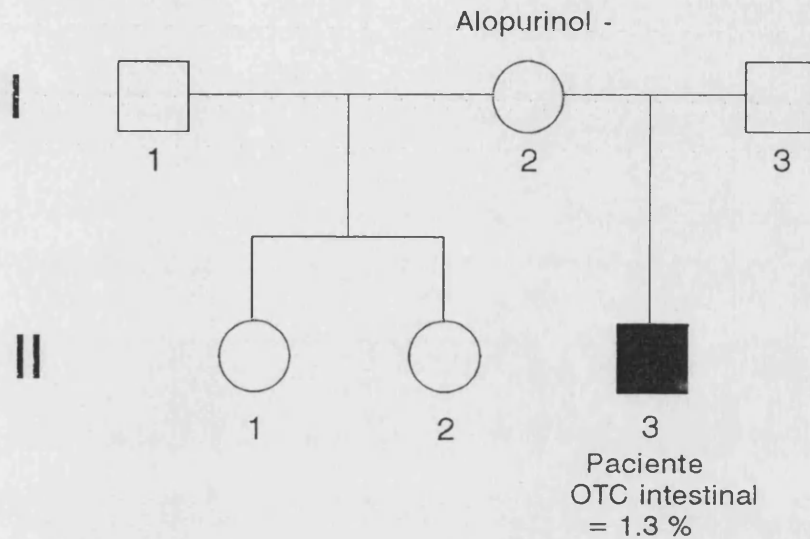 Alopurinol -
I
1
2
3
II
1
2
3
Paciente
OTC intestinal
= 1.3 %